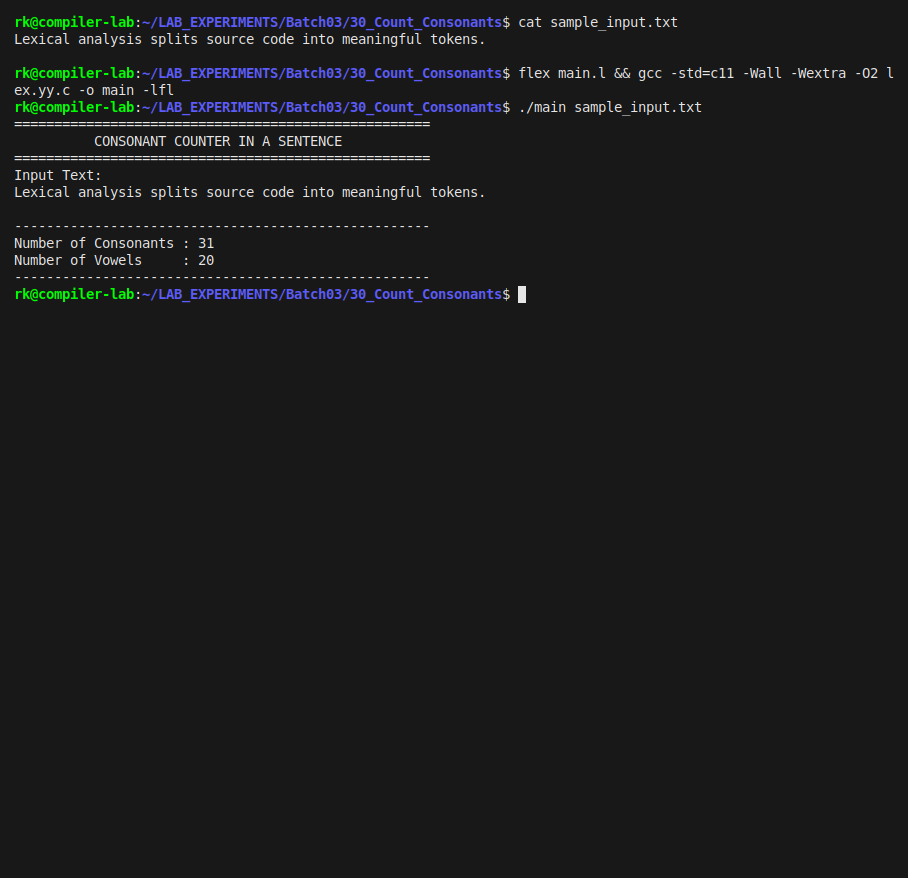 rk@compiler-lab:~/LAB_EXPERIMENTS/Batch03/30_Count_Consonants$ cat sample_input.txt
Lexical analysis splits source code into meaningful tokens.
rk@compiler-lab:~/LAB_EXPERIMENTS/Batch03/30_Count_Consonants$ flex main.l && gcc -std=c11 -Wall -Wextra -O2 l
ex.yy.c -o main -lfl
rk@compiler-lab:~/LAB_EXPERIMENTS/Batch03/30_Count_Consonants$ ./main sample_input.txt
====================================================
          CONSONANT COUNTER IN A SENTENCE
====================================================
Input Text:
Lexical analysis splits source code into meaningful tokens.
----------------------------------------------------
Number of Consonants : 31
Number of Vowels     : 20
----------------------------------------------------
rk@compiler-lab:~/LAB_EXPERIMENTS/Batch03/30_Count_Consonants$